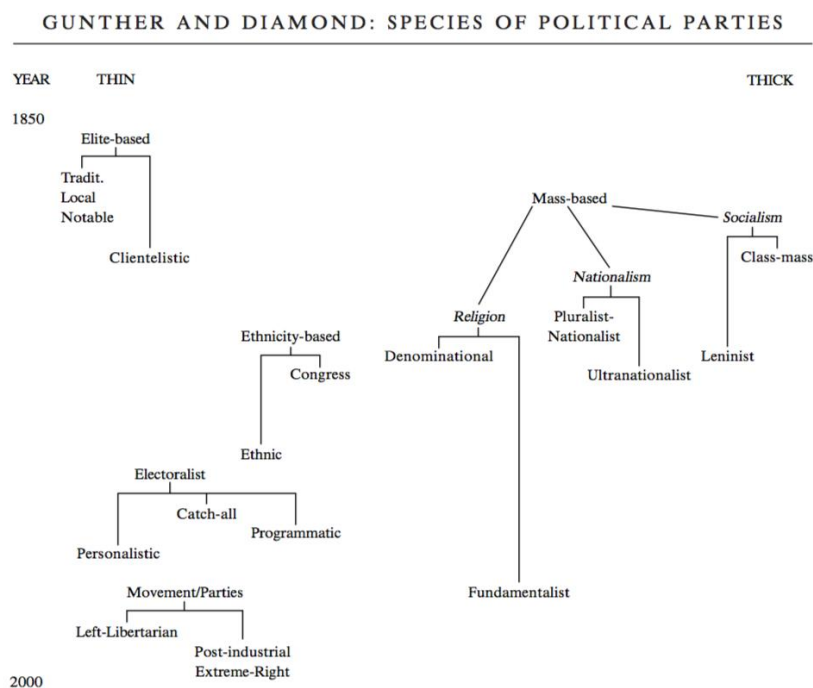 GUNTHER AND DIAMOND: SPECIES OF POLITICAL PARTIES
YEAR THIN THICK
1850
Elite-based
Tradit.
Local
Notable
Clientelistic
Mass-based
Socialism
Class-mass
Nationalism
Religion
Pluralist-
Nationalist
Ethnicity-based
Denominational
Leninist
Congress
Ultranationalist
Ethnic
Electoralist
Catch-all
Programmatic
Personalistic
Movement/Parties
Fundamentalist
Left-Libertarian
Post-industrial
Extreme-Right
2000